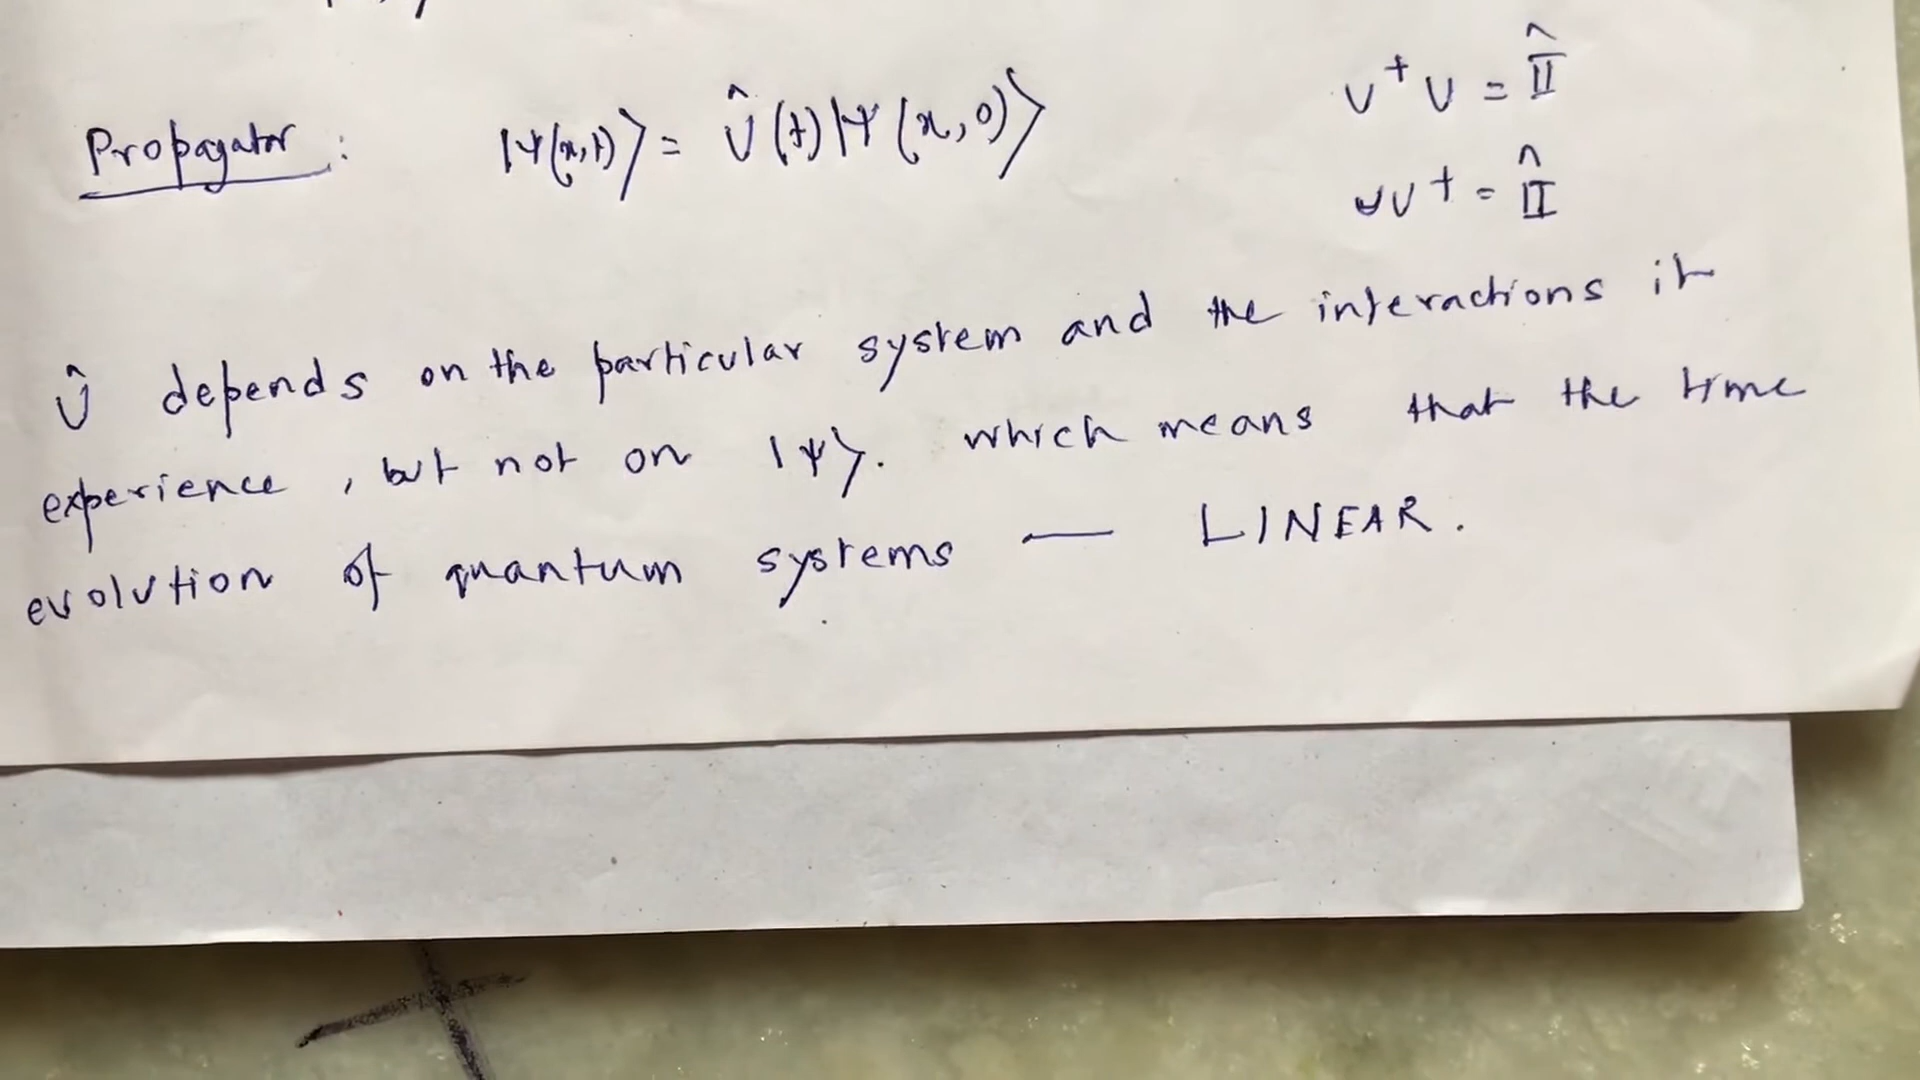 Propagator : |Ψ(x,t)⟩ = Û(t)|Ψ(x,0)⟩ U†U = 𝕀̂
UU† = 𝕀̂
Û depends on the particular system and the interactions it
experience, but not on |Ψ⟩. which means that the time
evolution of quantum systems — LINEAR.